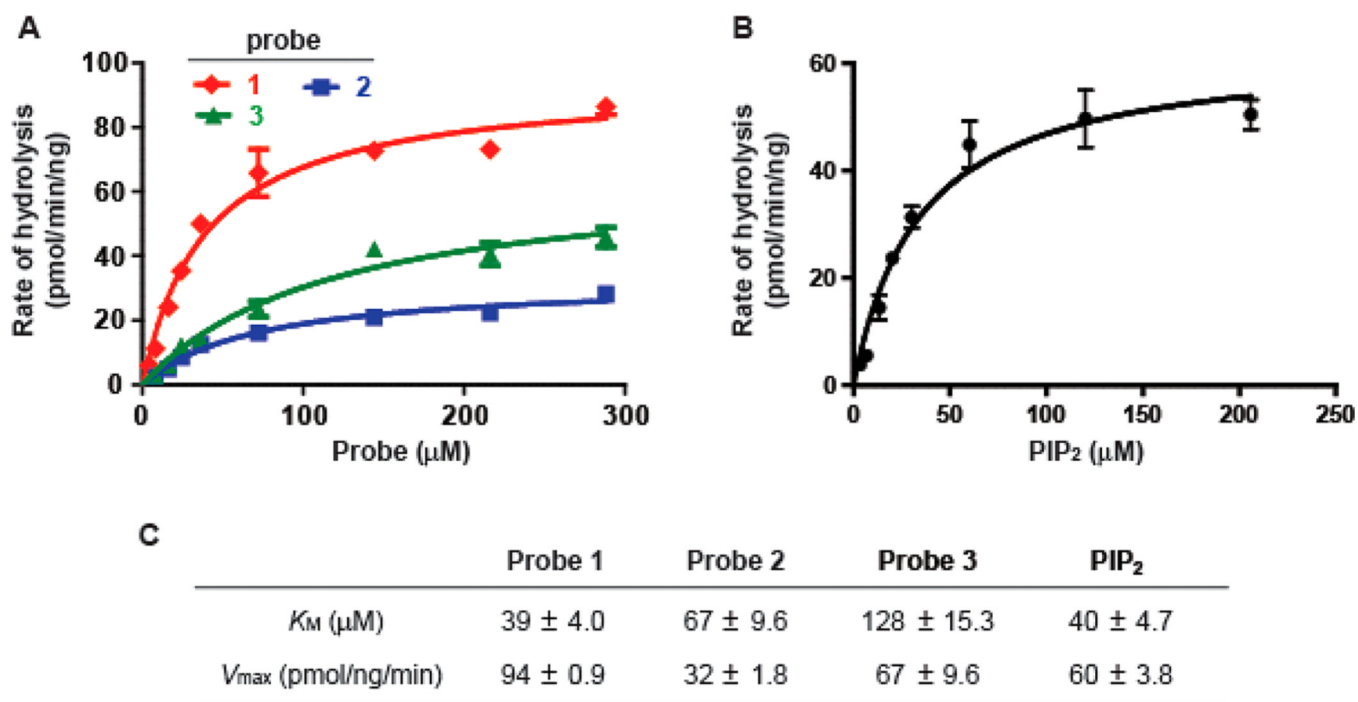 A
probe
1 2
3
Rate of hydrolysis
(pmol/min/ng)
100
80
60
40
20
0
0 100 200 300
Probe (μM)
B
Rate of hydrolysis
(pmol/min/ng)
60
40
20
0
0 50 100 150 200 250
PIP₂ (μM)
C
Probe 1 Probe 2 Probe 3 PIP₂
KM (μM) 39 ± 4.0 67 ± 9.6 128 ± 15.3 40 ± 4.7
Vmax (pmol/ng/min) 94 ± 0.9 32 ± 1.8 67 ± 9.6 60 ± 3.8